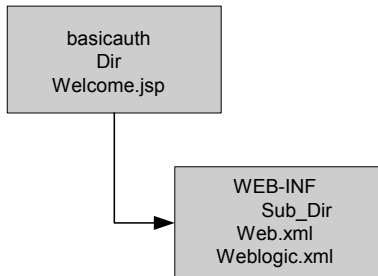 basicauth
Dir
Welcome.jsp
WEB-INF
Sub_Dir
Web.xml
Weblogic.xml